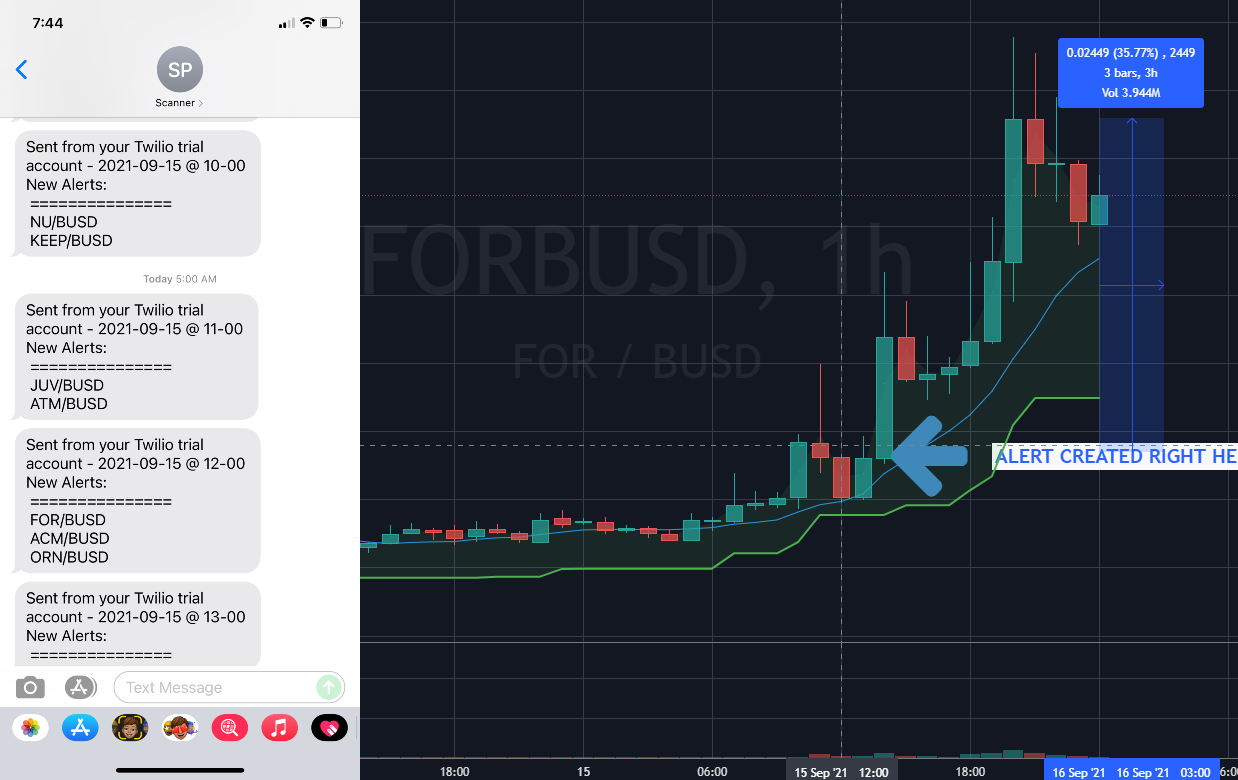 7:44
SP
Scanner >
Sent from your Twilio trial
account - 2021-09-15 @ 10-00
New Alerts:
===============
NU/BUSD
KEEP/BUSD
Today 5:00 AM
Sent from your Twilio trial
account - 2021-09-15 @ 11-00
New Alerts:
===============
JUV/BUSD
ATM/BUSD
Sent from your Twilio trial
account - 2021-09-15 @ 12-00
New Alerts:
===============
FOR/BUSD
ACM/BUSD
ORN/BUSD
Sent from your Twilio trial
account - 2021-09-15 @ 13-00
New Alerts:
===============
Text Message
0.02449 (35.77%) , 2449
3 bars, 3h
Vol 3.944M
FORBUSD, 1h
FOR / BUSD
ALERT CREATED RIGHT HE
18:00
15
06:00
15 Sep '21 12:00
18:00
16 Sep '21
16 Sep '21 03:00